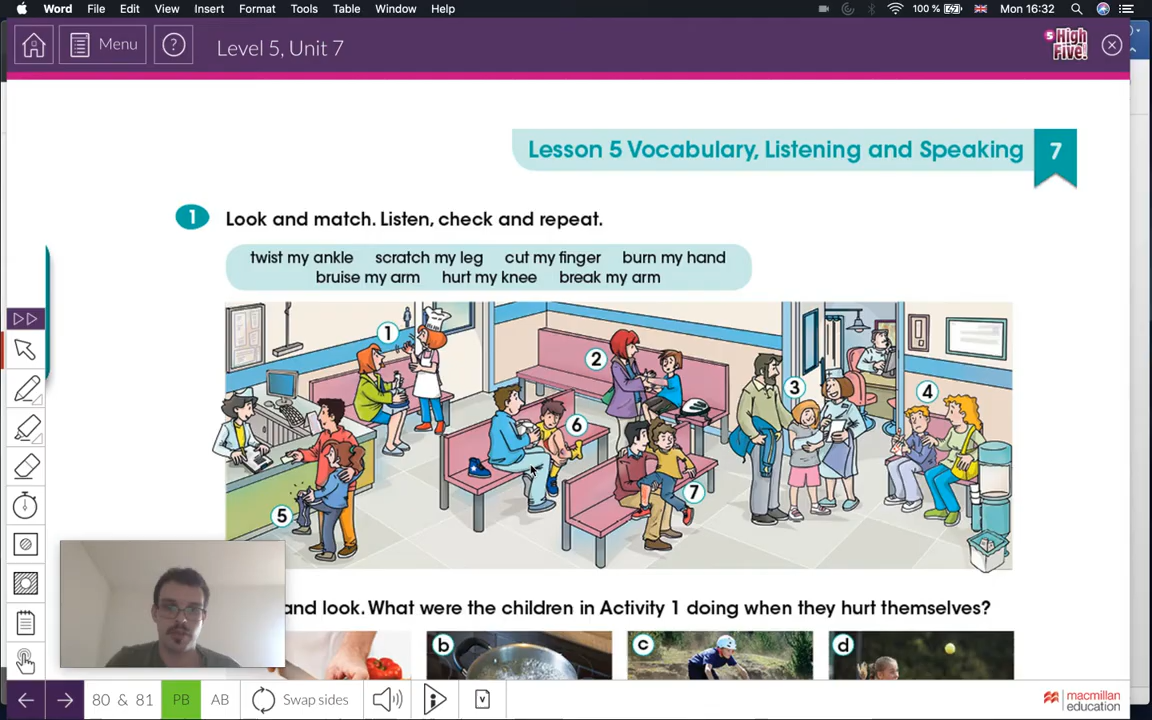 Word File Edit View Insert Format Tools Table Window Help 100 % Mon 16:32
Menu ? Level 5, Unit 7 5 High Five!
Lesson 5 Vocabulary, Listening and Speaking 7
1 Look and match. Listen, check and repeat.
twist my ankle scratch my leg cut my finger burn my hand
bruise my arm hurt my knee break my arm
1
2
3
4
6
7
5
and look. What were the children in Activity 1 doing when they hurt themselves?
b c d
80 & 81 PB AB Swap sides macmillan education